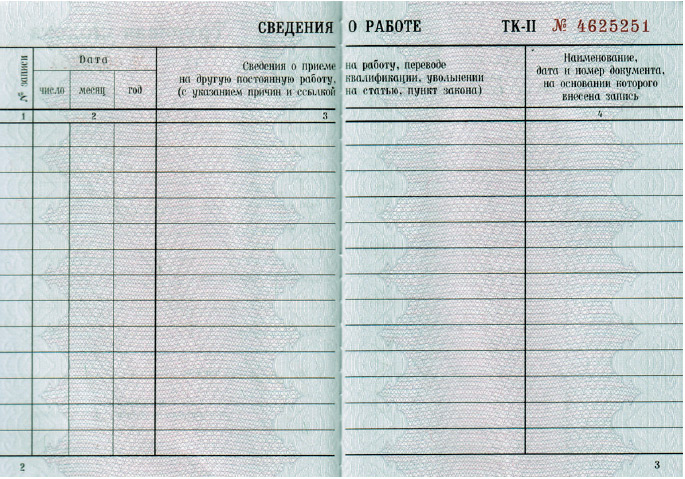 СВЕДЕНИЯ О РАБОТЕ ТК-II № 4625251
№ записи
Дата
число месяц год
Сведения о приеме на работу, переводе
на другую постоянную работу, квалификации, увольнении
(с указанием причин и ссылкой на статью, пункт закона)
Наименование,
дата и номер документа,
на основании которого
внесена запись
1 2 3 4
2 3